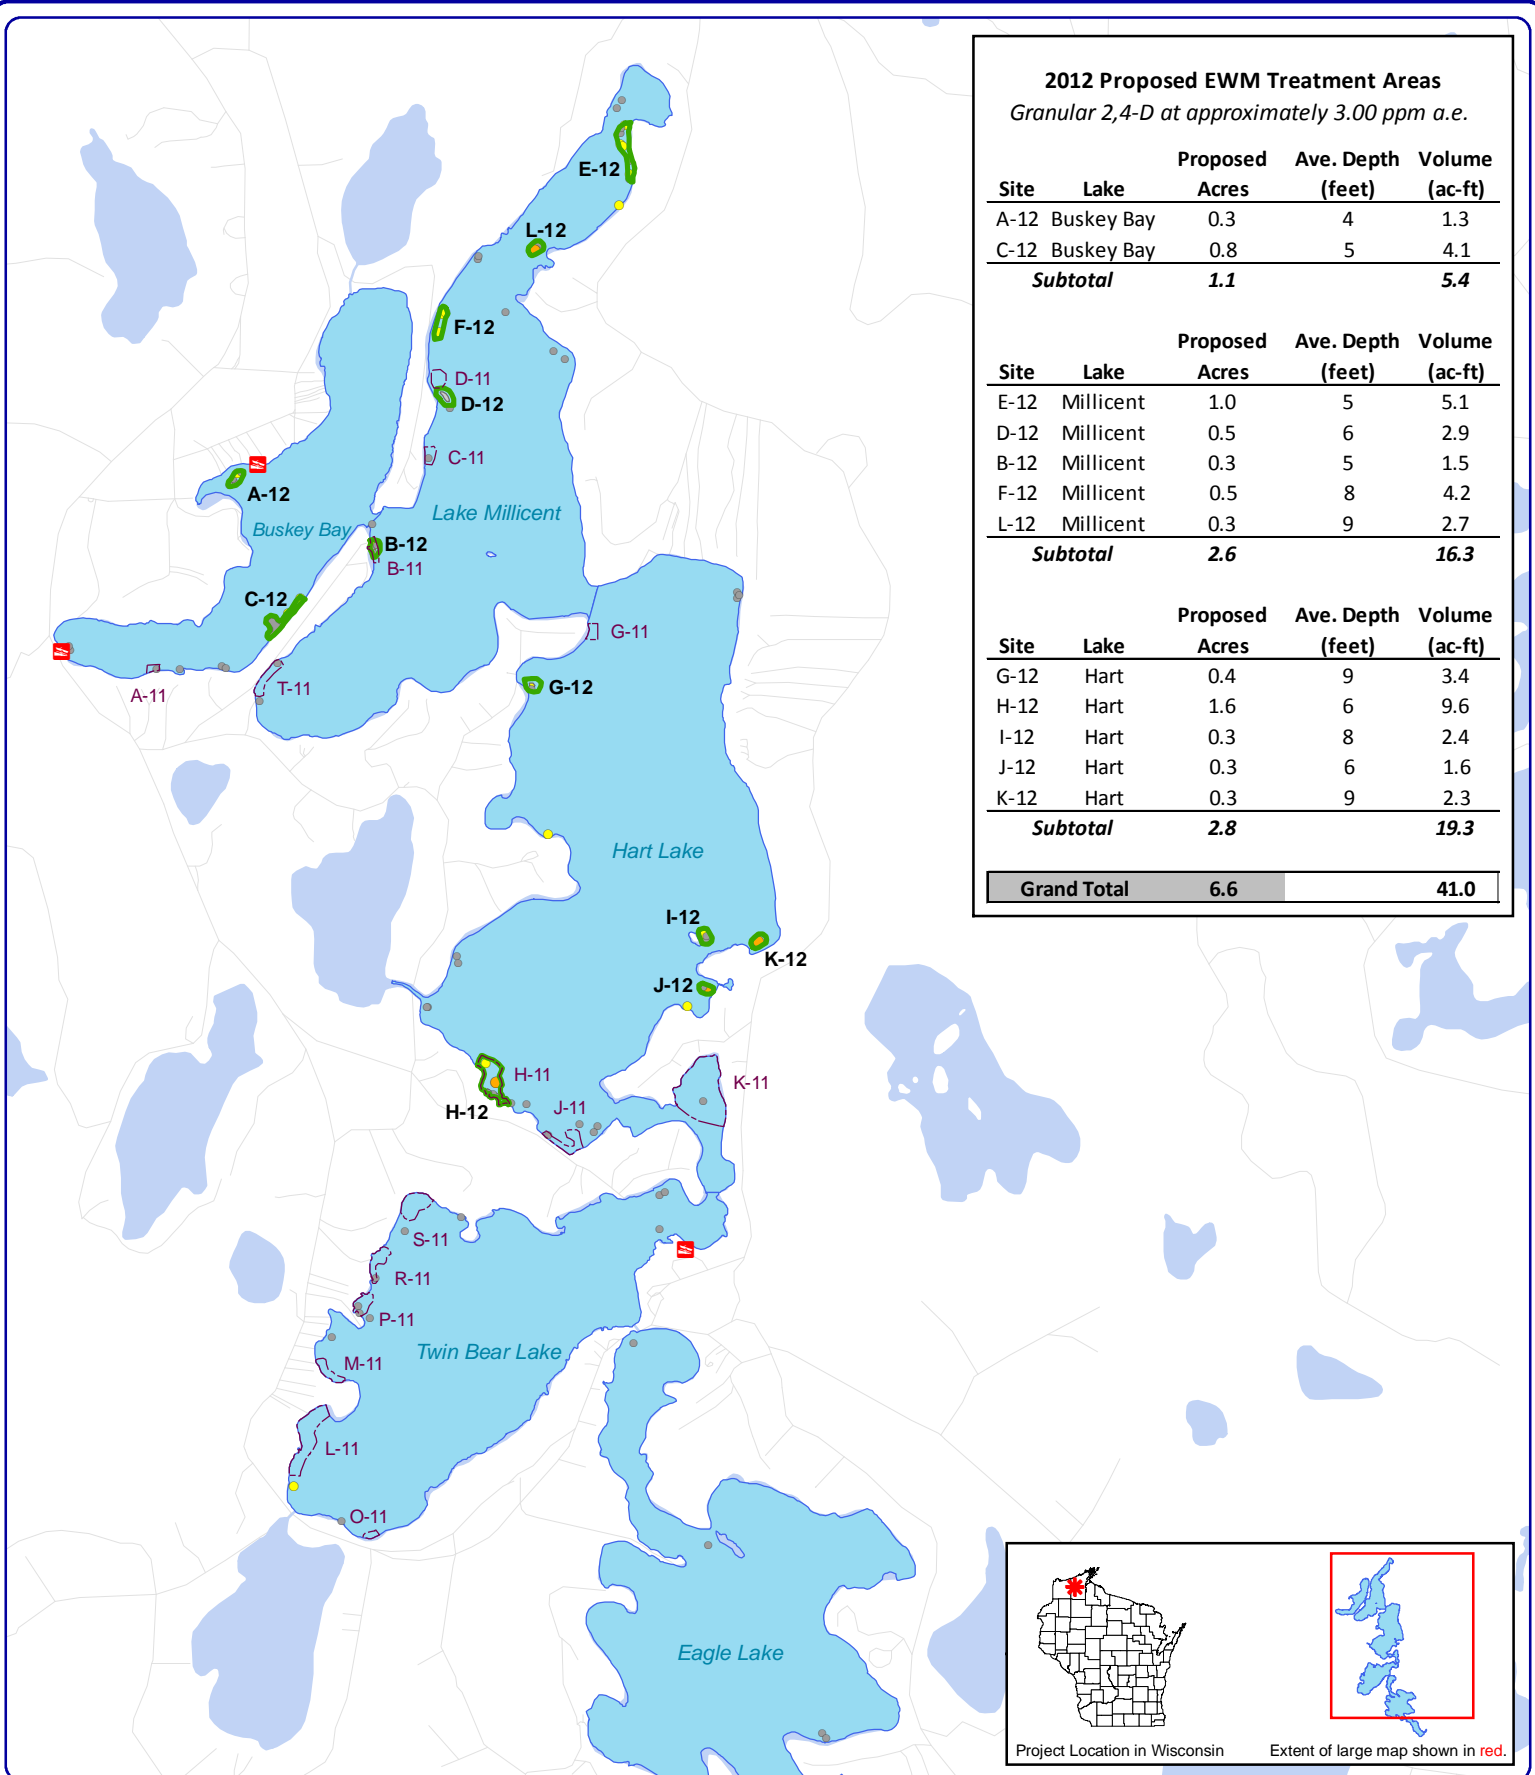 2012 Proposed EWM Treatment Areas
Granular 2,4-D at approximately 3.00 ppm a.e.
Proposed Ave. Depth Volume
Site Lake Acres (feet) (ac-ft)
A-12 Buskey Bay 0.3 4 1.3
C-12 Buskey Bay 0.8 5 4.1
Subtotal 1.1 5.4
Proposed Ave. Depth Volume
Site Lake Acres (feet) (ac-ft)
E-12 Millicent 1.0 5 5.1
D-12 Millicent 0.5 6 2.9
B-12 Millicent 0.3 5 1.5
F-12 Millicent 0.5 8 4.2
L-12 Millicent 0.3 9 2.7
Subtotal 2.6 16.3
Proposed Ave. Depth Volume
Site Lake Acres (feet) (ac-ft)
G-12 Hart 0.4 9 3.4
H-12 Hart 1.6 6 9.6
I-12 Hart 0.3 8 2.4
J-12 Hart 0.3 6 1.6
K-12 Hart 0.3 9 2.3
Subtotal 2.8 19.3
Grand Total 6.6 41.0
E-12
L-12
F-12
D-11
D-12
C-11
A-12
Lake Millicent
Buskey Bay
B-12
B-11
C-12
G-11
A-11
T-11
G-12
Hart Lake
I-12
K-12
J-12
H-11
K-11
H-12
J-11
S-11
R-11
P-11
Twin Bear Lake
M-11
L-11
O-11
Eagle Lake
Project Location in Wisconsin
Extent of large map shown in red.